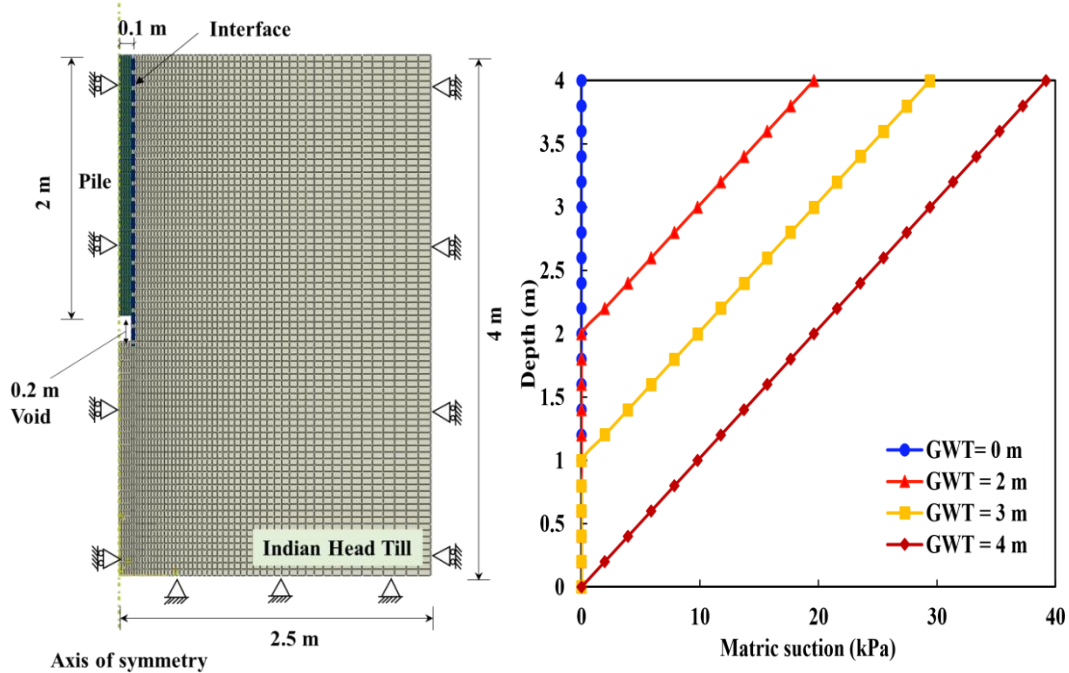 0.1 m
Interface
Pile
2 m
4 m
0.2 m
Void
Indian Head Till
2.5 m
Axis of symmetry
4
3.5
3
2.5
2
1.5
1
0.5
0
Depth (m)
GWT= 0 m
GWT = 2 m
GWT = 3 m
GWT = 4 m
0 10 20 30 40
Matric suction (kPa)